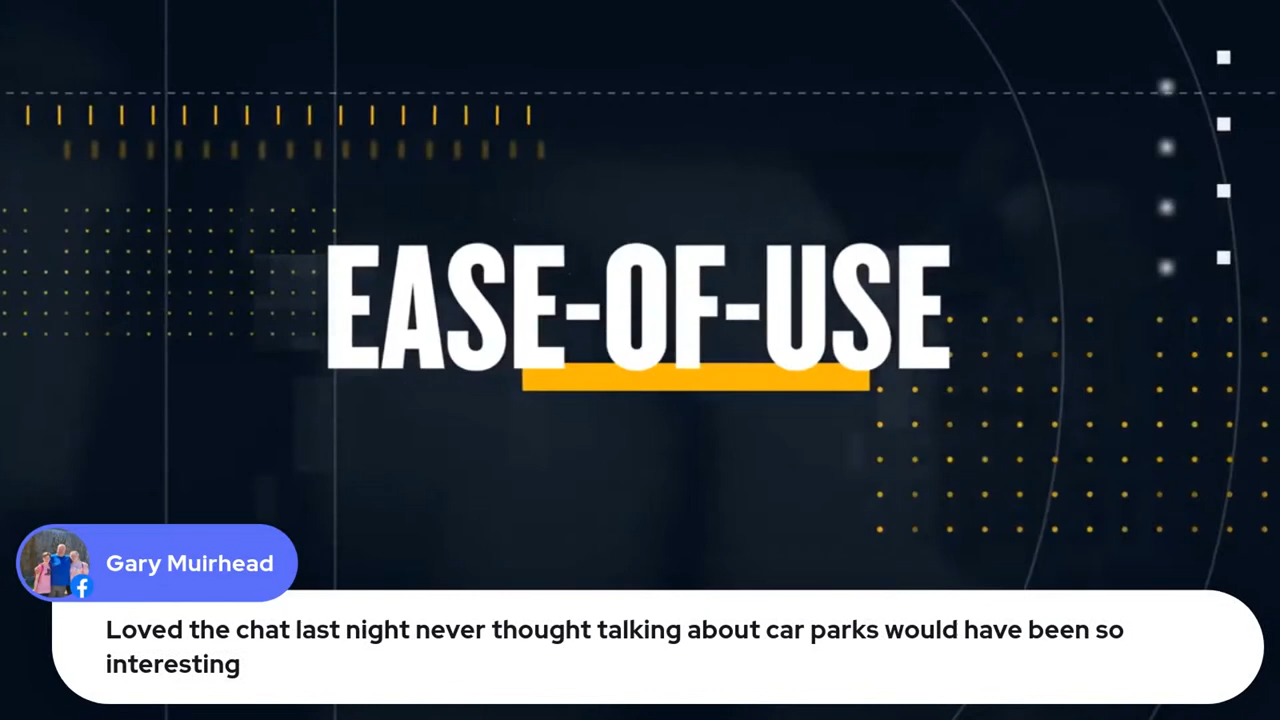 EASE-OF-USE
Gary Muirhead
Loved the chat last night never thought talking about car parks would have been so
interesting